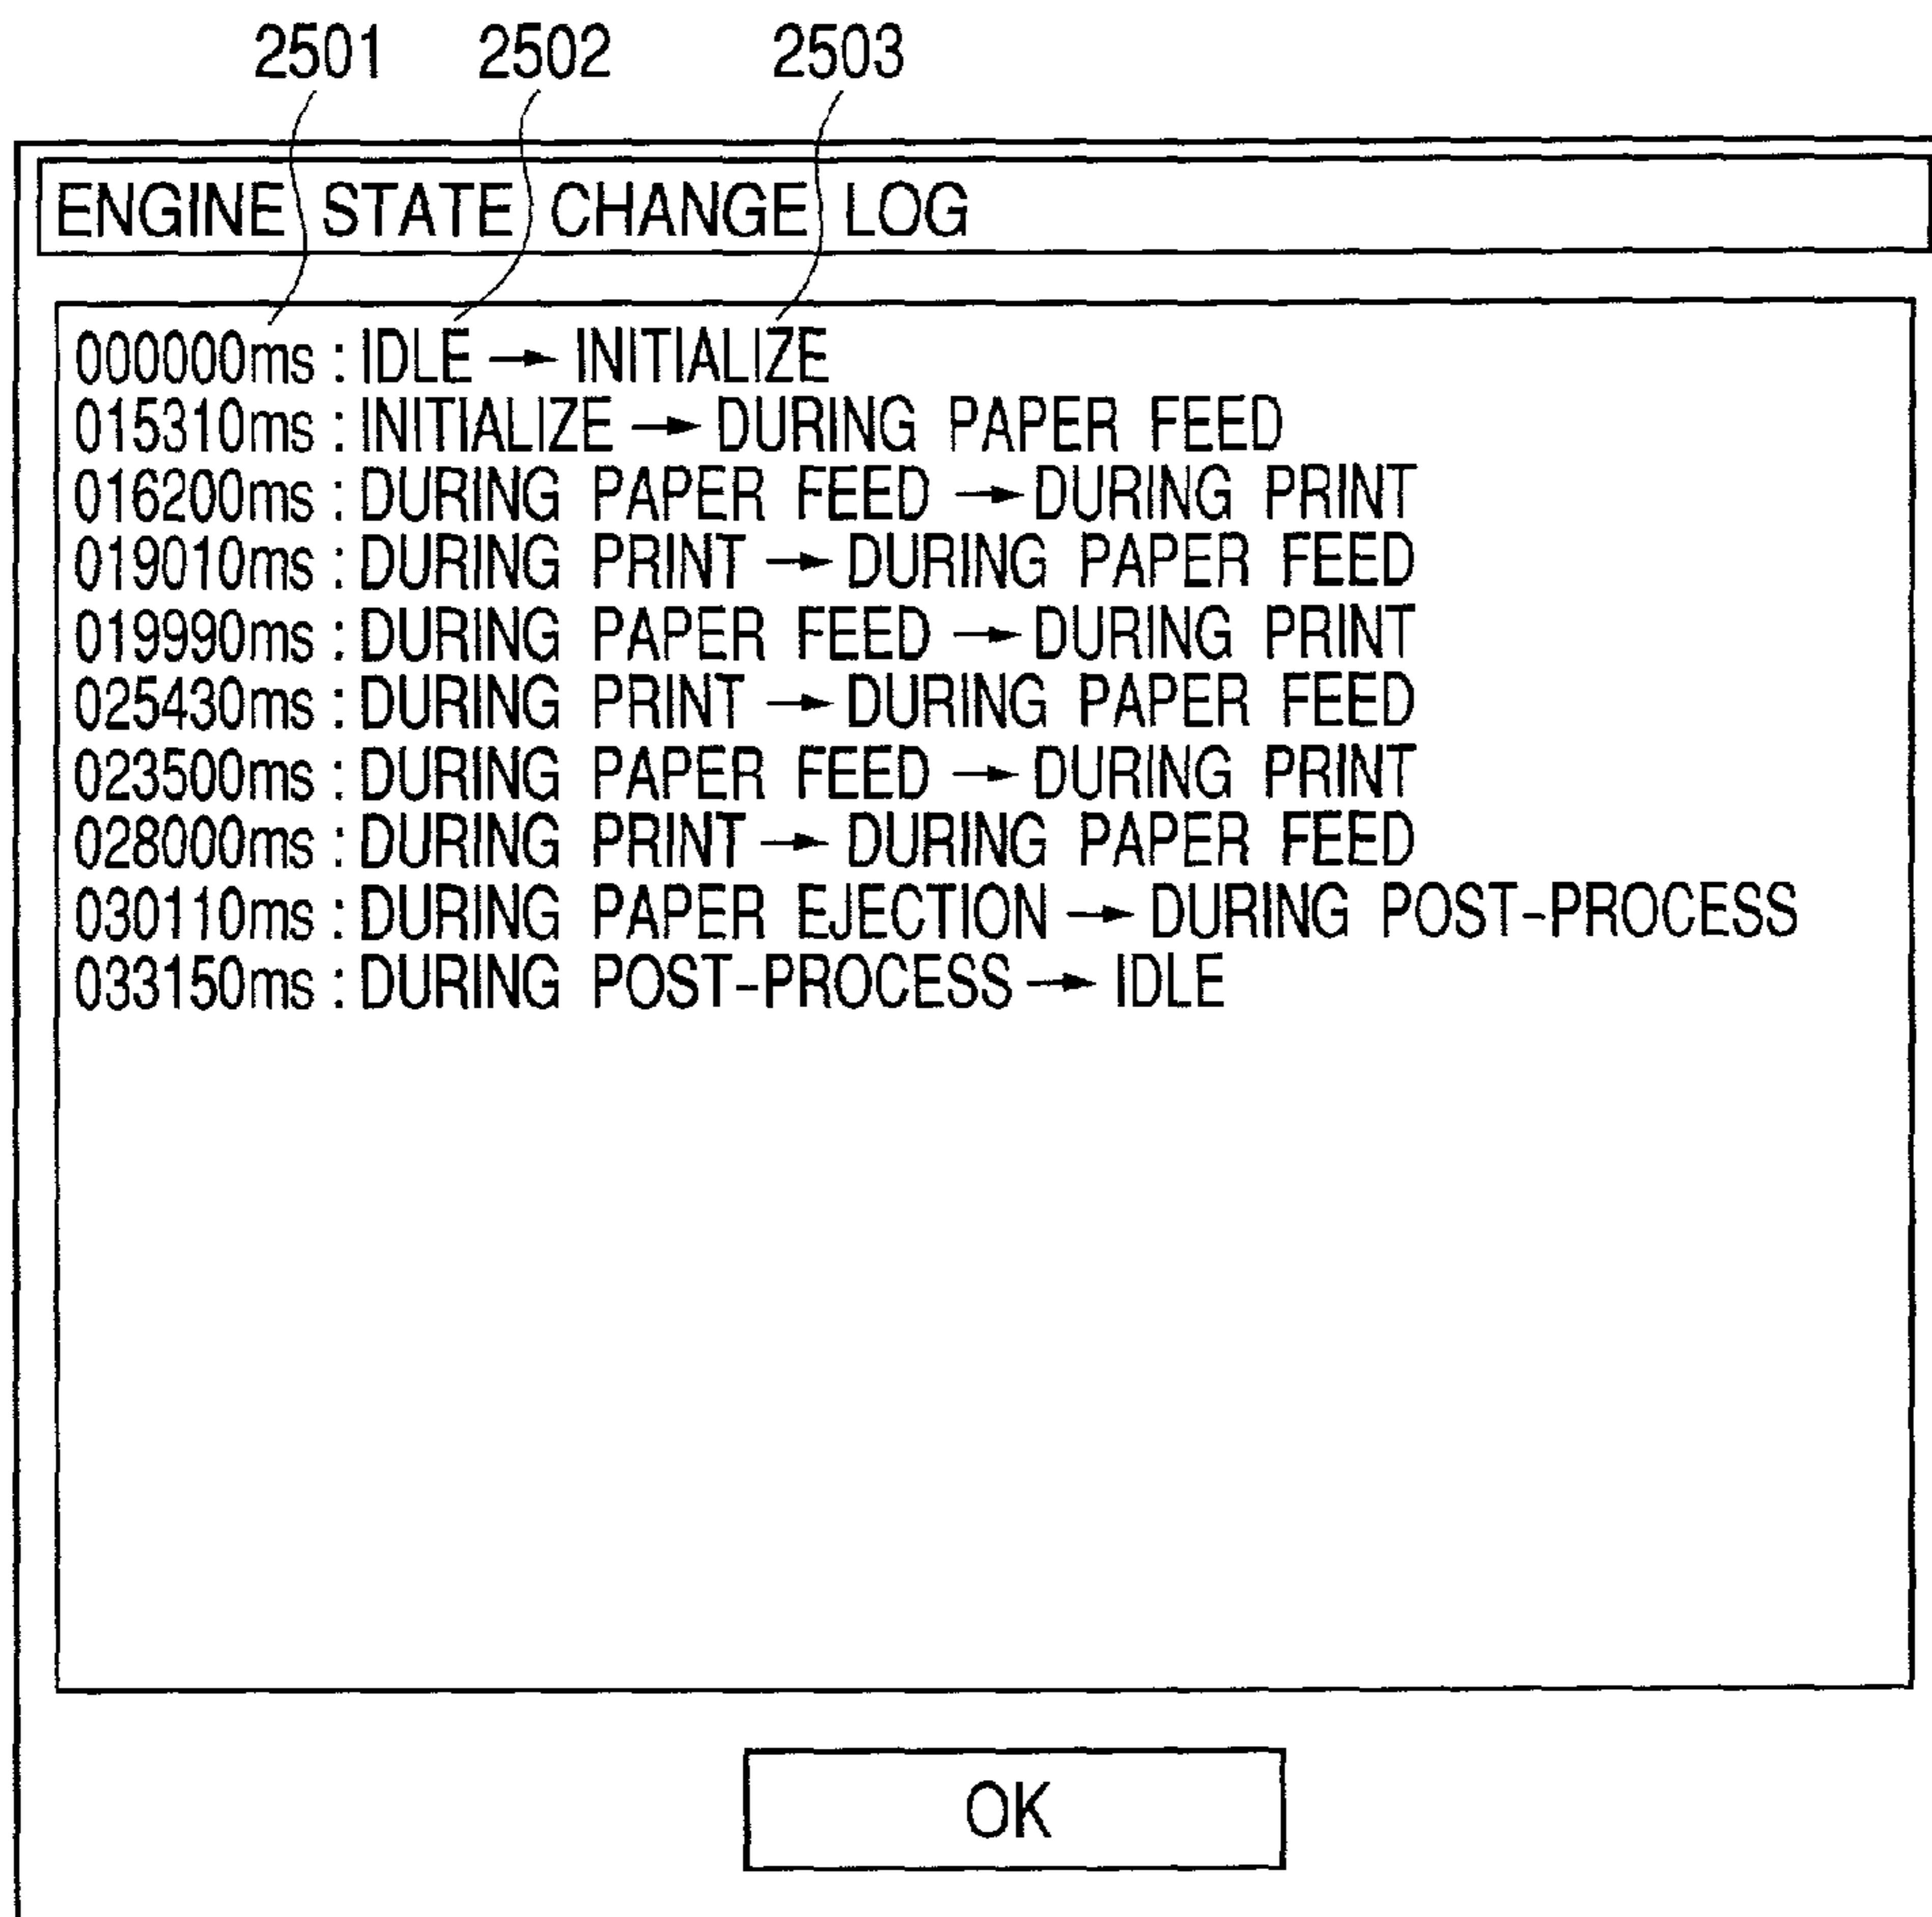 2501 2502 2503
ENGINE STATE CHANGE LOG
000000ms : IDLE → INITIALIZE
015310ms : INITIALIZE → DURING PAPER FEED
016200ms : DURING PAPER FEED → DURING PRINT
019010ms : DURING PRINT → DURING PAPER FEED
019990ms : DURING PAPER FEED → DURING PRINT
025430ms : DURING PRINT → DURING PAPER FEED
023500ms : DURING PAPER FEED → DURING PRINT
028000ms : DURING PRINT → DURING PAPER FEED
030110ms : DURING PAPER EJECTION → DURING POST-PROCESS
033150ms : DURING POST-PROCESS → IDLE
OK